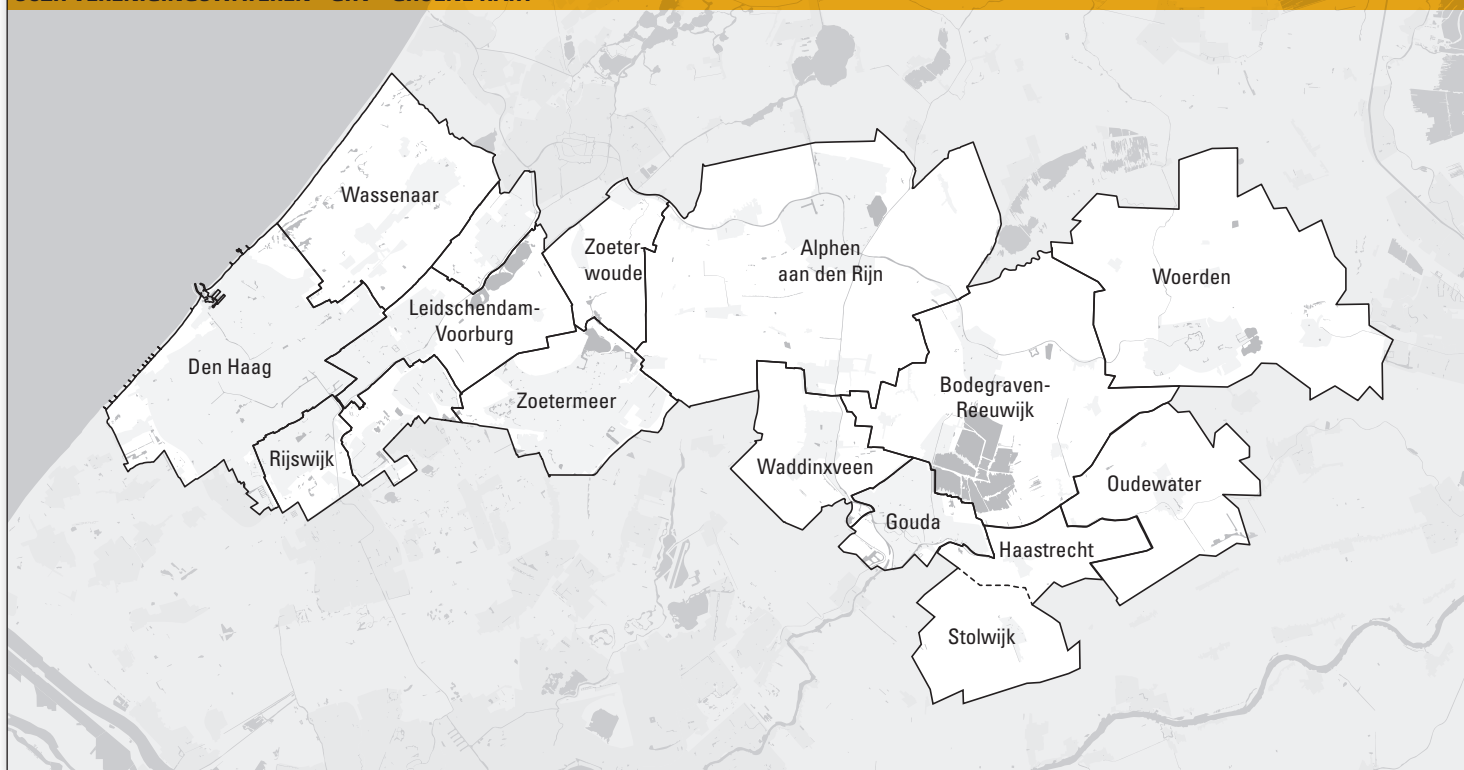 Wassenaar
Zoeter-
woude
Alphen
aan den Rijn
Woerden
Leidschendam-
Voorburg
Den Haag
Zoetermeer
Bodegraven-
Reeuwijk
Rijswijk
Waddinxveen
Oudewater
Gouda
Haastrecht
Stolwijk